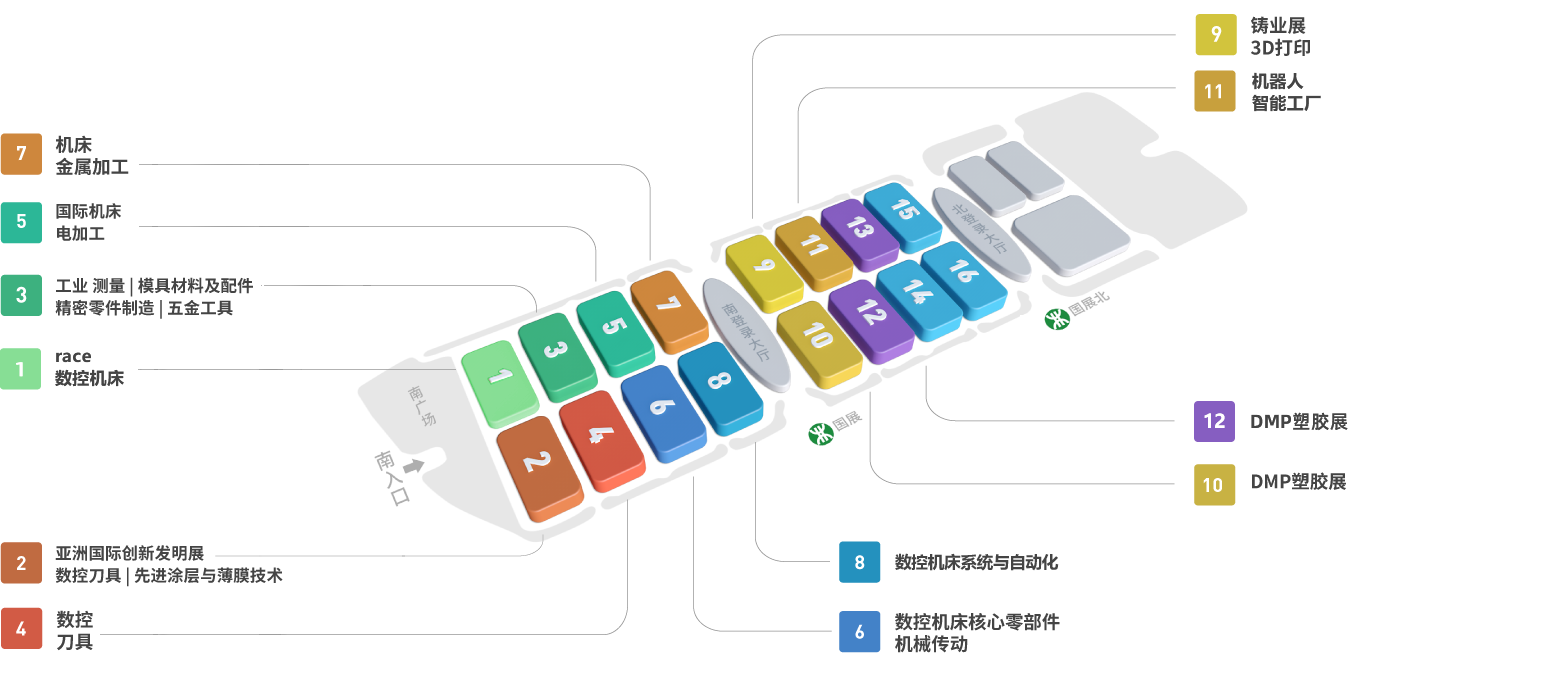 9
铸业展
3D打印
11
机器人
智能工厂
7
机床
金属加工
5
国际机床
电加工
3
工业 测量 | 模具材料及配件
精密零件制造 | 五金工具
1
race
数控机床
15
13
11
9
16
14
12
10
7
5
3
1
8
6
4
2
北登录大厅
南登录大厅
国展北
国展
南广场
南入口
12
DMP塑胶展
10
DMP塑胶展
2
亚洲国际创新发明展
数控刀具 | 先进涂层与薄膜技术
8
数控机床系统与自动化
4
数控
刀具
6
数控机床核心零部件
机械传动